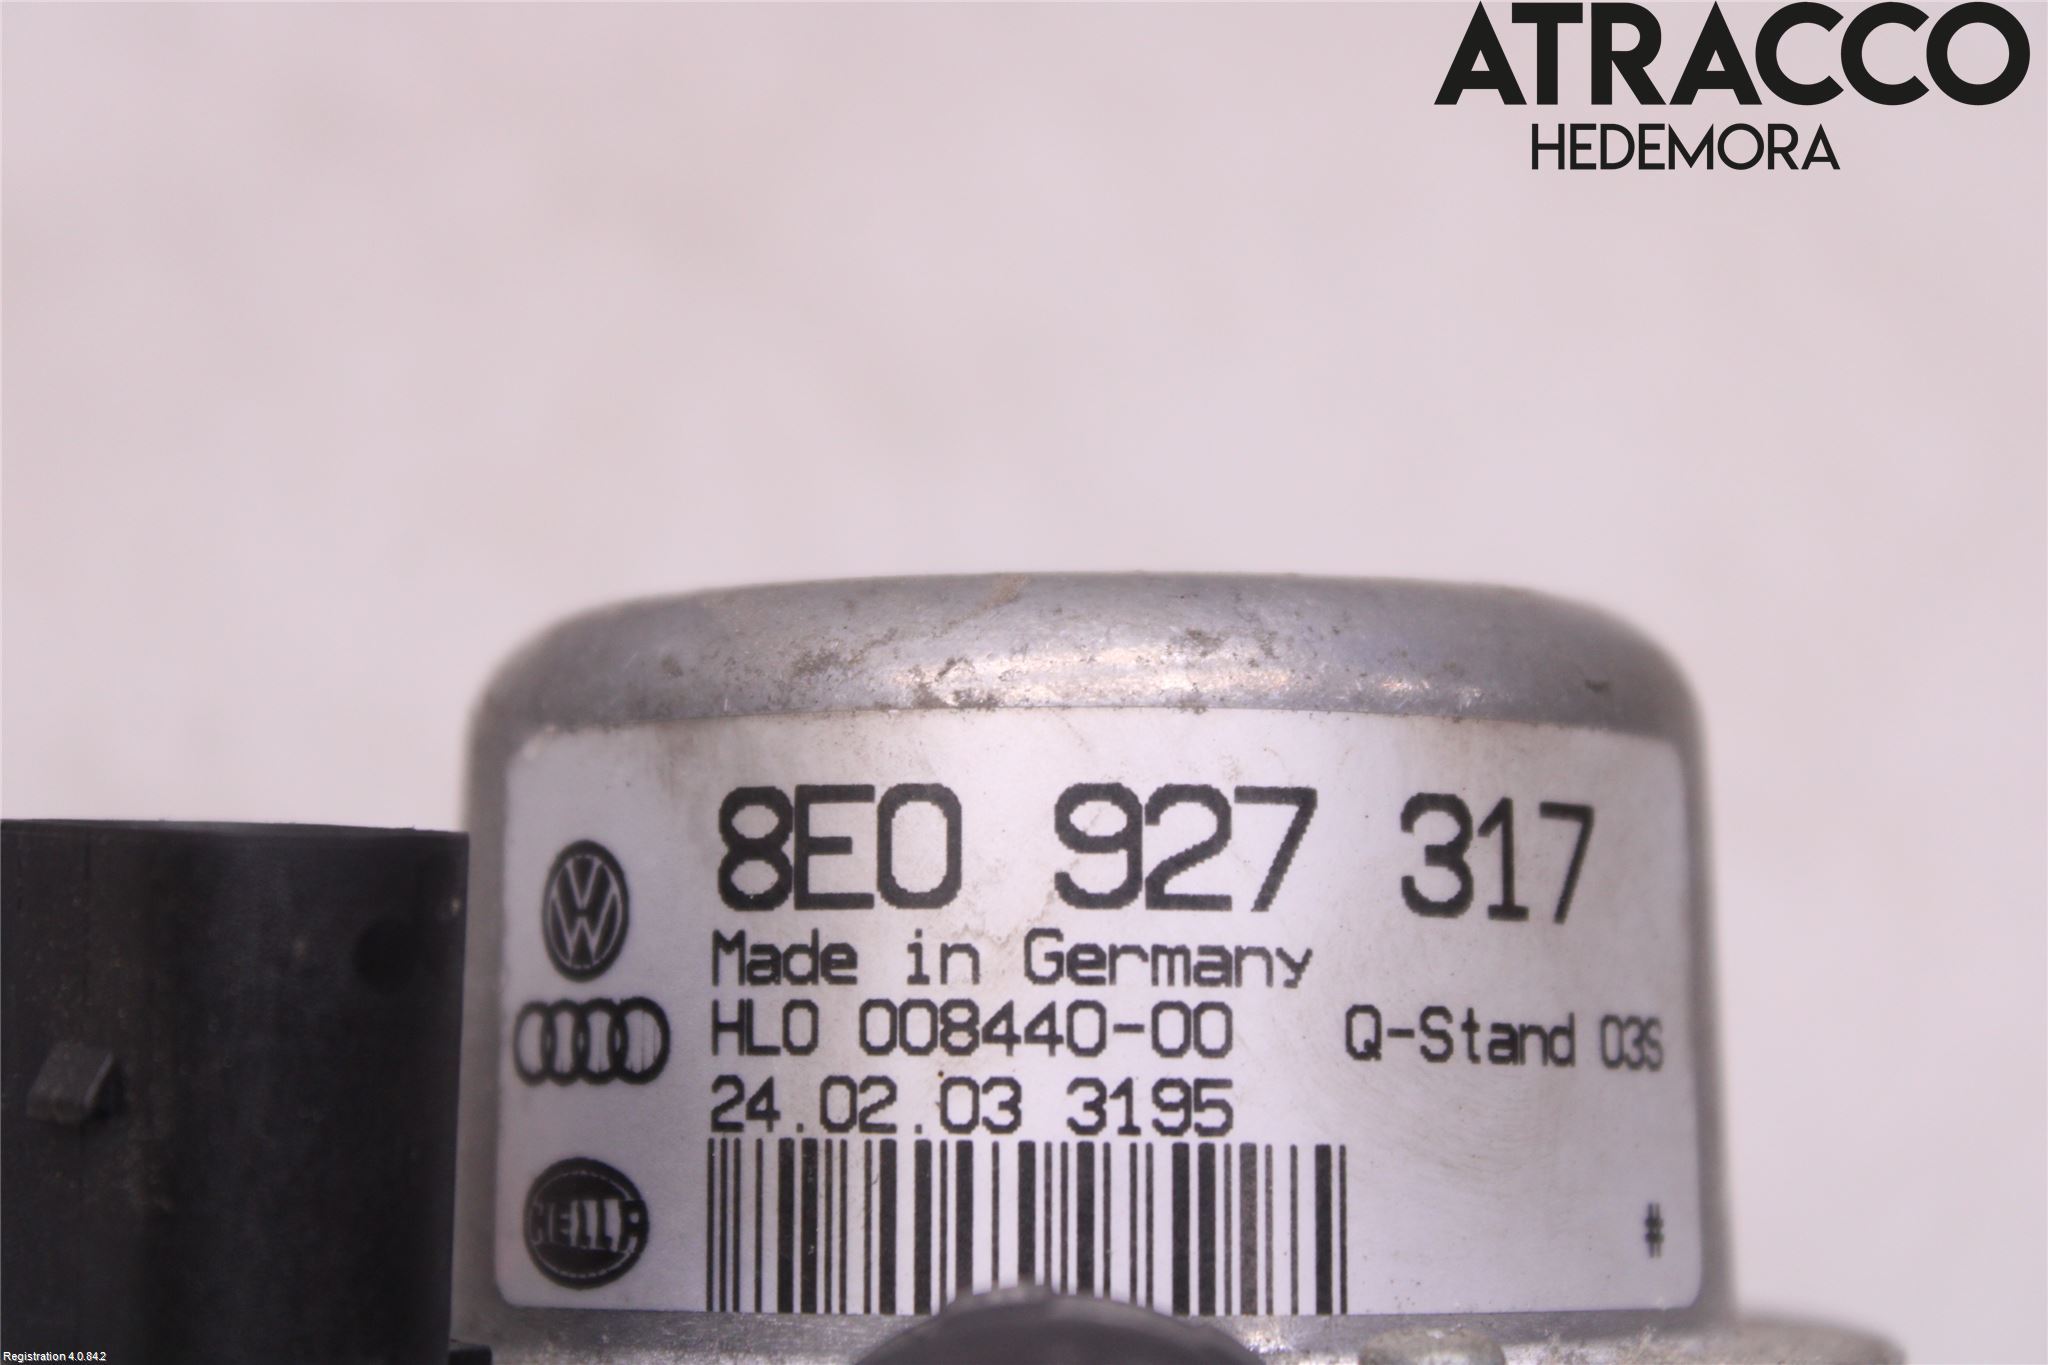 ATRACCO
HEDEMORA
8E0 927 317
Made in Germany
HL0 008440-00 Q-Stand 03S
24.02.03 3195
HELLA
#
Registration 4.0.84.2